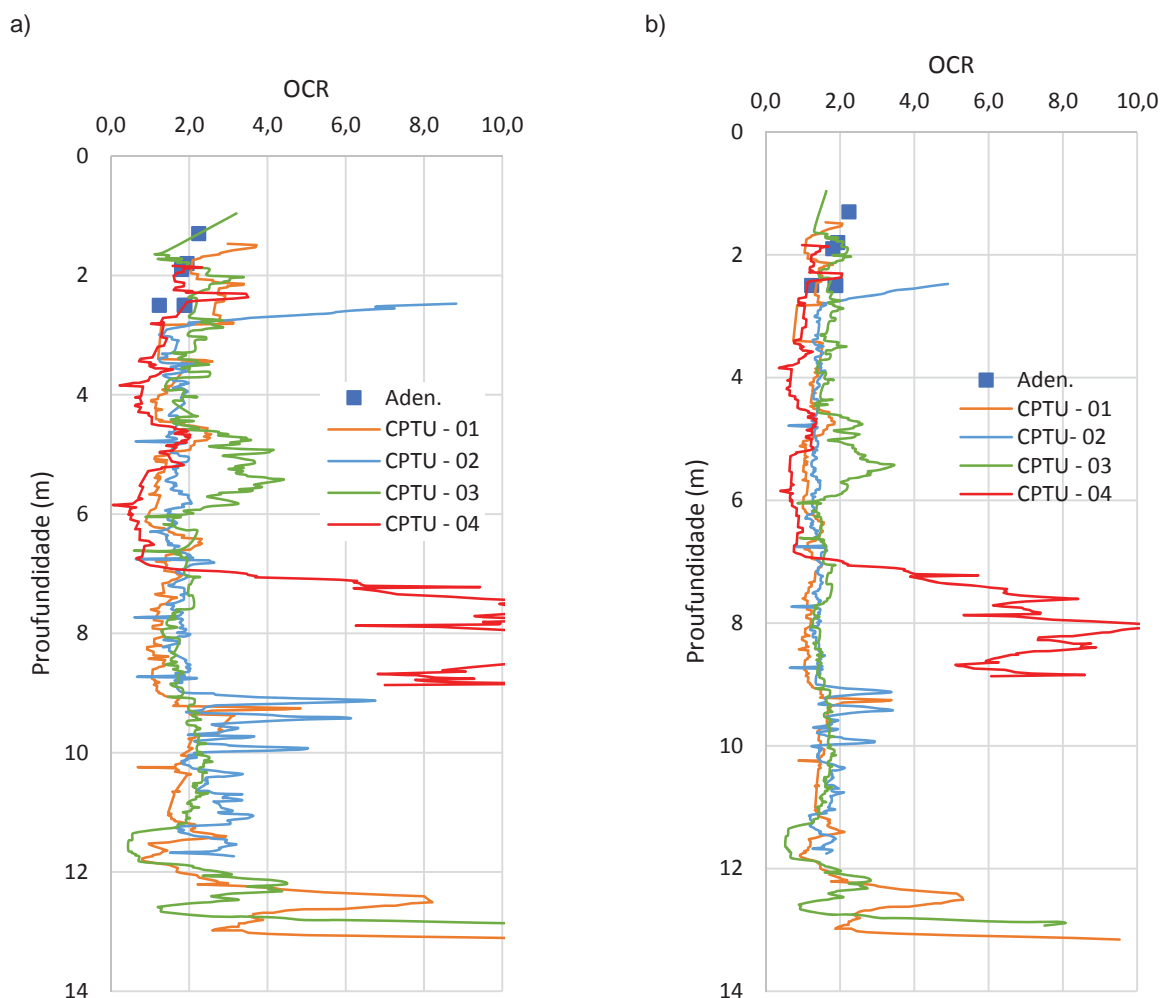 a)
OCR
0,0 2,0 4,0 6,0 8,0 10,0
0
2
4
6
8
10
12
14
Proufundidade (m)
Aden.
CPTU - 01
CPTU - 02
CPTU - 03
CPTU - 04
b)
OCR
0,0 2,0 4,0 6,0 8,0 10,0
0
2
4
6
8
10
12
14
Proufundidade (m)
Aden.
CPTU - 01
CPTU- 02
CPTU - 03
CPTU - 04